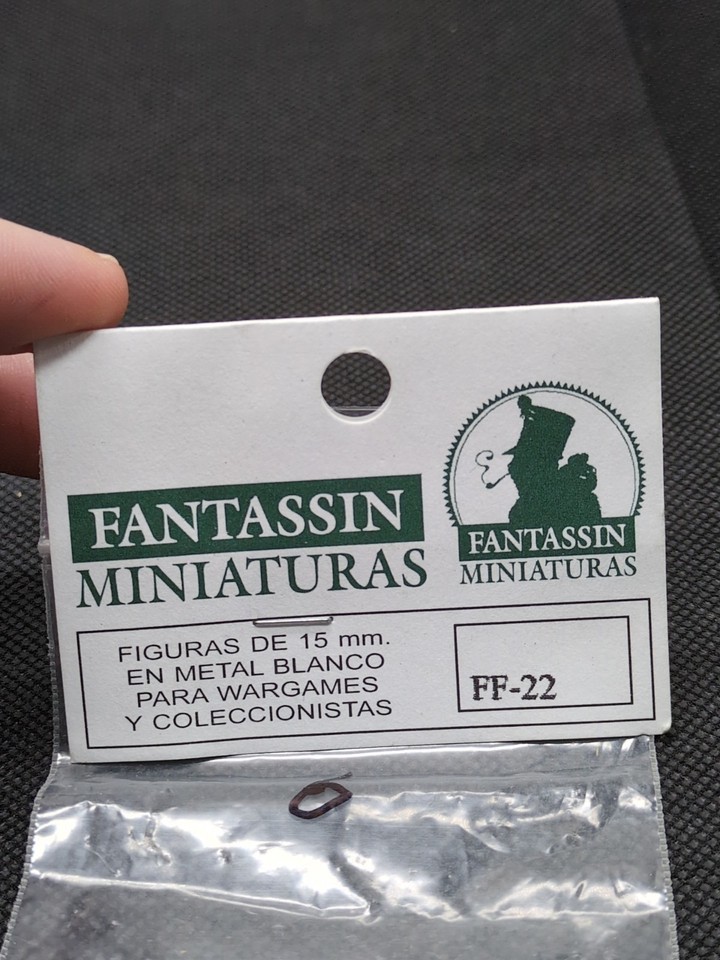 FANTASSIN
MINIATURAS
FANTASSIN
MINIATURAS
FIGURAS DE 15 mm.
EN METAL BLANCO
PARA WARGAMES
Y COLECCIONISTAS
FF-22